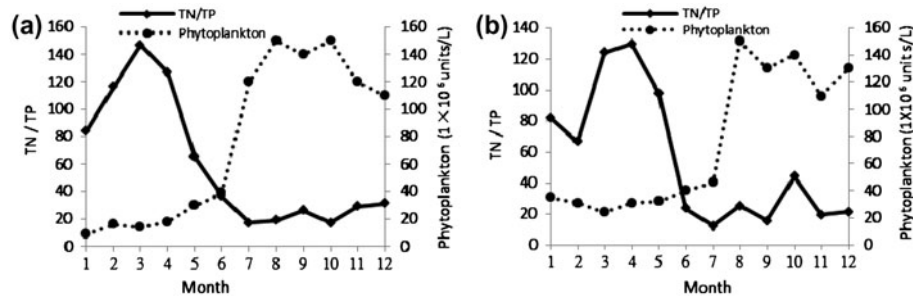 (a)
TN/TP
Phytoplankton
160
140
120
100
80
60
40
20
0
TN / TP
160
140
120
100
80
60
40
20
0
Phytoplankton (1×10⁶ units/L)
1 2 3 4 5 6 7 8 9 10 11 12
Month
(b)
TN/TP
Phytoplankton
140
120
100
80
60
40
20
0
TN / TP
160
140
120
100
80
60
40
20
0
Phytoplankton (1X10⁶ units/L)
1 2 3 4 5 6 7 8 9 10 11 12
Month